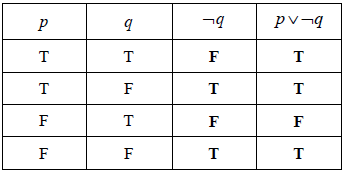 p q ¬q p∨¬q
T T F T
T F T T
F T F F
F F T T